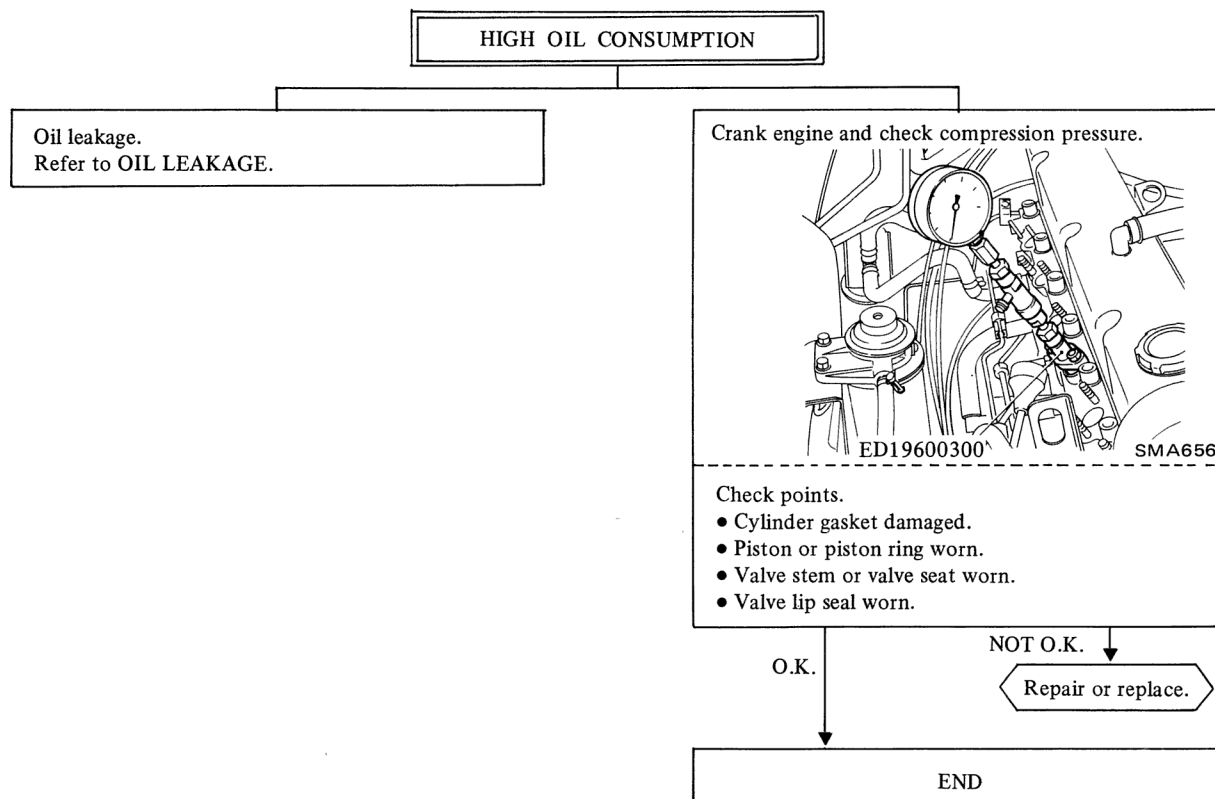 HIGH OIL CONSUMPTION
Oil leakage.
Refer to OIL LEAKAGE.
Crank engine and check compression pressure.
ED19600300
SMA656
Check points.
● Cylinder gasket damaged.
● Piston or piston ring worn.
● Valve stem or valve seat worn.
● Valve lip seal worn.
O.K.
NOT O.K.
Repair or replace.
END